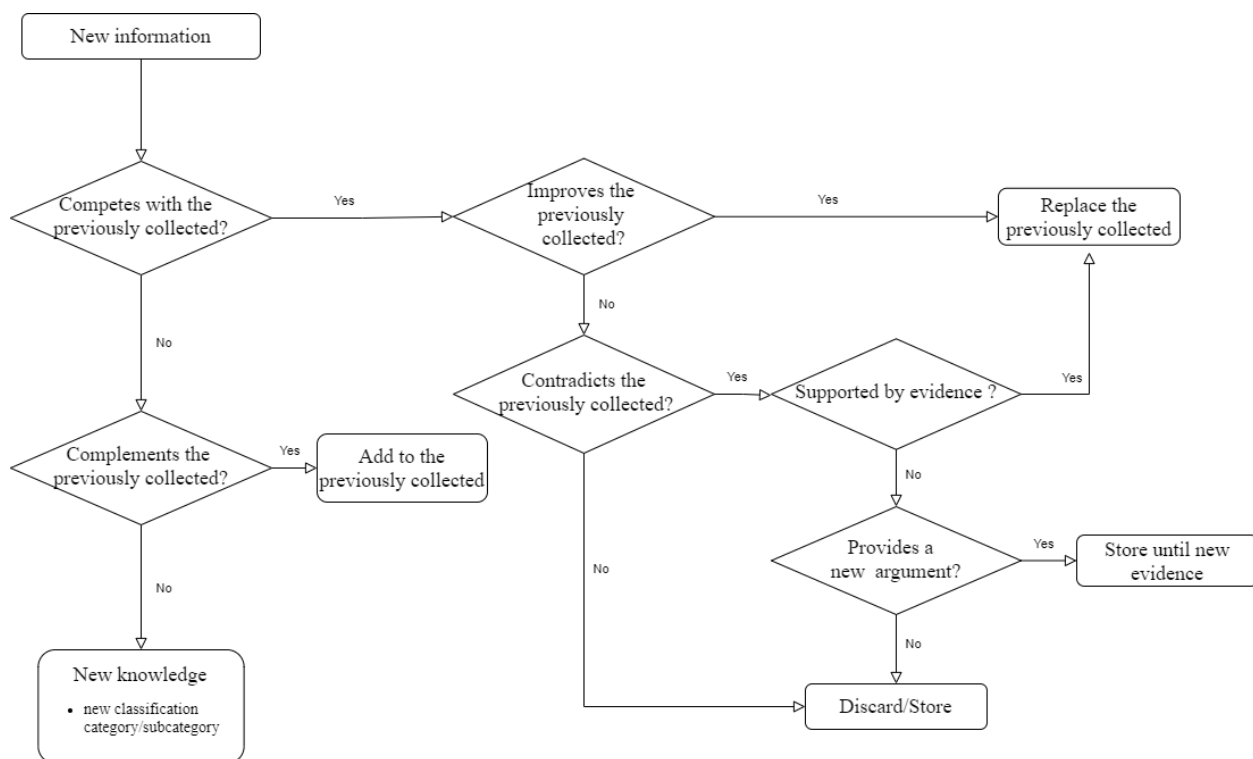 New information
Competes with the
previously collected?
Yes
Improves the
previously
collected?
Yes
Replace the
previously collected
No
No
Contradicts the
previously collected?
Yes
Supported by evidence ?
Yes
Complements the
previously collected?
Yes
Add to the
previously collected
No
Provides a
new argument?
Yes
Store until new
evidence
No
No
No
New knowledge
• new classification
category/subcategory
Discard/Store